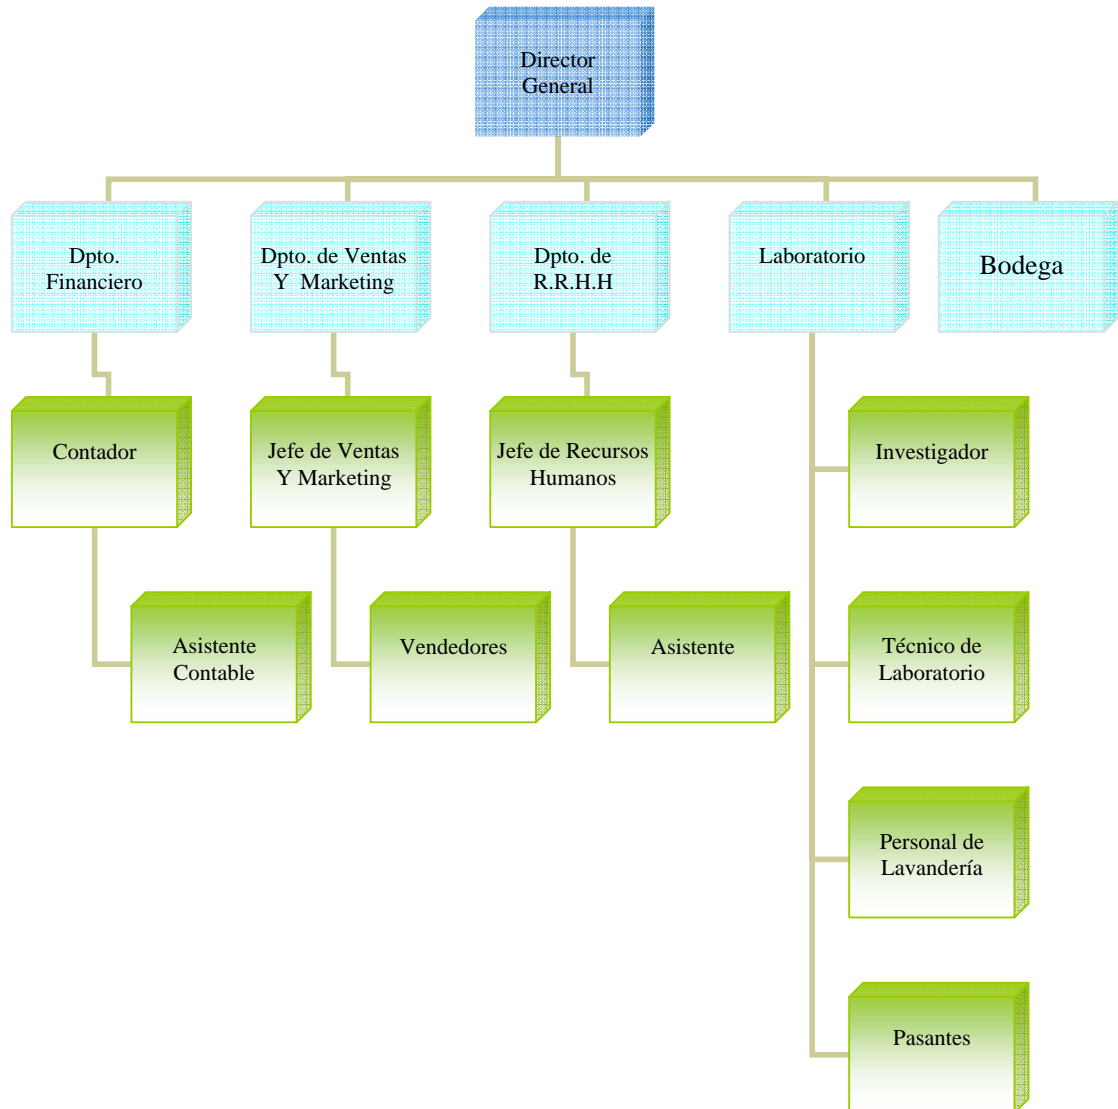 Director
General
Dpto.
Financiero
Dpto. de Ventas
Y Marketing
Dpto. de
R.R.H.H
Laboratorio
Bodega
Contador
Jefe de Ventas
Y Marketing
Jefe de Recursos
Humanos
Investigador
Asistente
Contable
Vendedores
Asistente
Técnico de
Laboratorio
Personal de
Lavandería
Pasantes